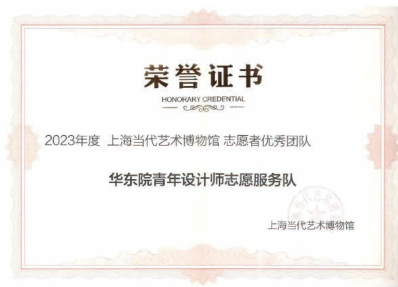 荣誉证书
HONORARY CREDENTIAL
2023年度 上海当代艺术博物馆 志愿者优秀团队
华东院青年设计师志愿服务队
上海当代艺术博物馆